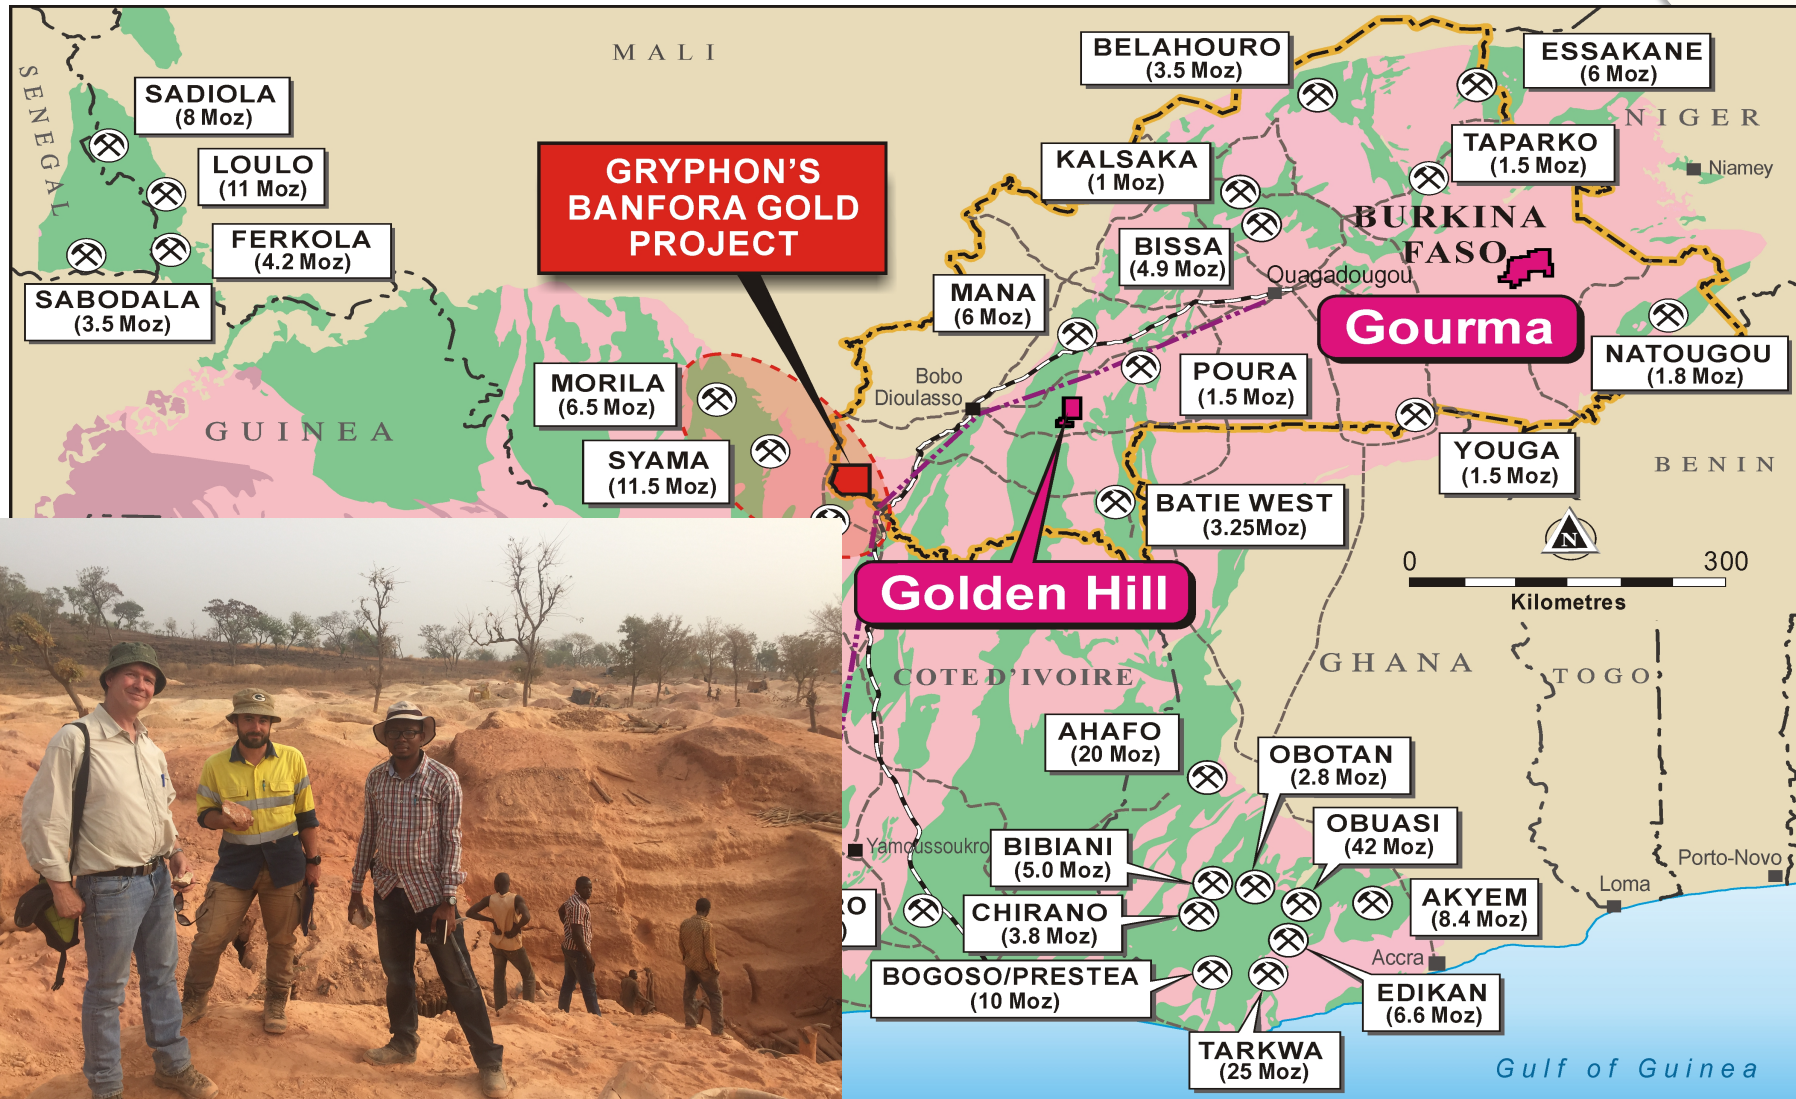 MALI
SENEGAL
SADIOLA
(8 Moz)
LOULO
(11 Moz)
FERKOLA
(4.2 Moz)
SABODALA
(3.5 Moz)
GUINEA
GRYPHON'S
BANFORA GOLD
PROJECT
MORILA
(6.5 Moz)
SYAMA
(11.5 Moz)
BELAHOURO
(3.5 Moz)
ESSAKANE
(6 Moz)
NIGER
Niamey
KALSAKA
(1 Moz)
TAPARKO
(1.5 Moz)
BURKINA
FASO
BISSA
(4.9 Moz)
Ouagadougou
MANA
(6 Moz)
Gourma
NATOUGOU
(1.8 Moz)
Bobo
Dioulasso
POURA
(1.5 Moz)
YOUGA
(1.5 Moz)
BENIN
BATIE WEST
(3.25Moz)
N
0 300
Kilometres
Golden Hill
COTE D'IVOIRE
GHANA
TOGO
AHAFO
(20 Moz)
OBOTAN
(2.8 Moz)
OBUASI
(42 Moz)
Yamoussoukro
BIBIANI
(5.0 Moz)
Porto-Novo
Loma
AKYEM
(8.4 Moz)
RO
)
CHIRANO
(3.8 Moz)
Accra
BOGOSO/PRESTEA
(10 Moz)
EDIKAN
(6.6 Moz)
TARKWA
(25 Moz)
Gulf of Guinea
G